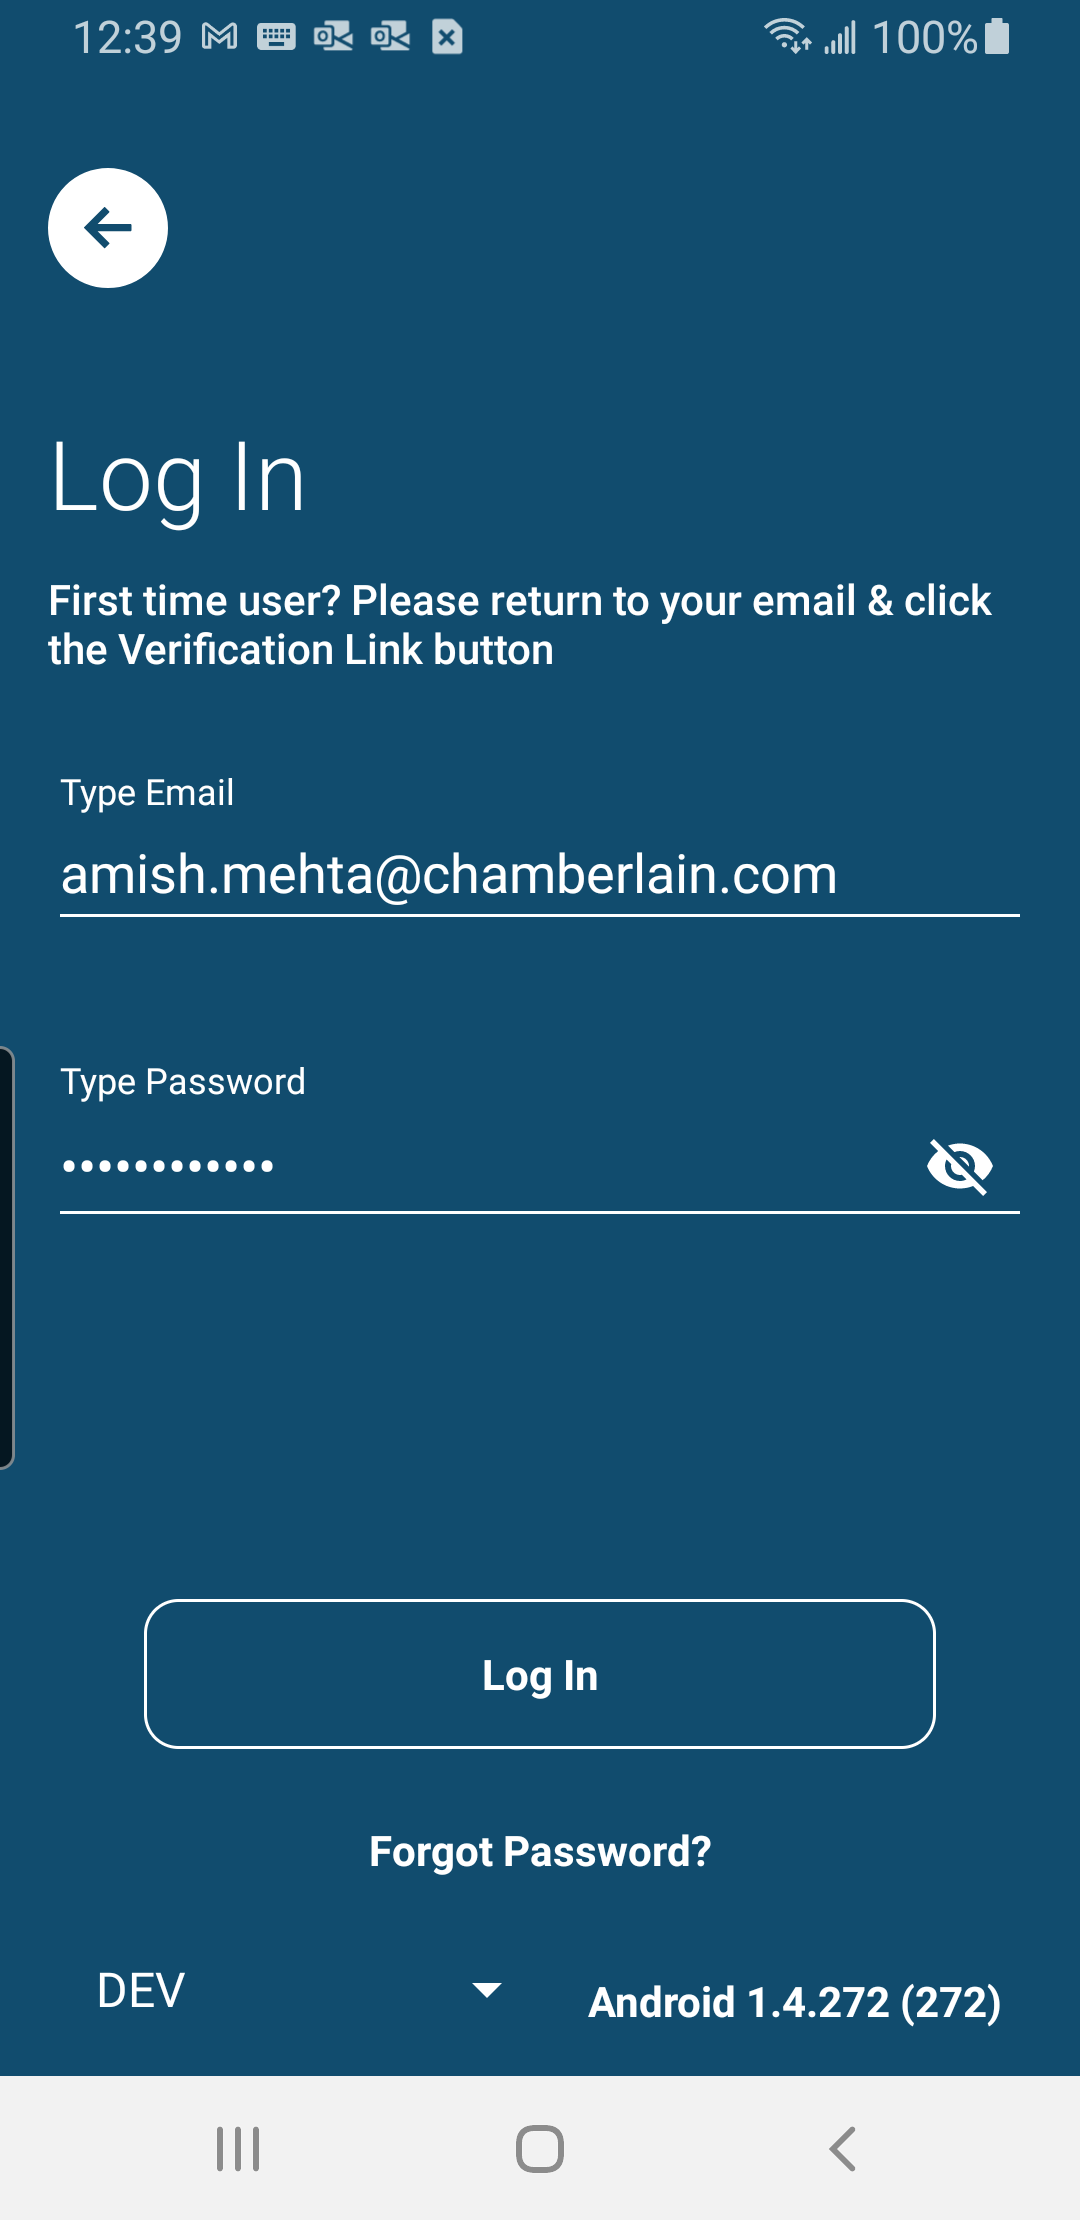 12:39
100%
Log In
First time user? Please return to your email & click
the Verification Link button
Type Email
amish.mehta@chamberlain.com
Type Password
••••••••••••
Log In
Forgot Password?
DEV
Android 1.4.272 (272)